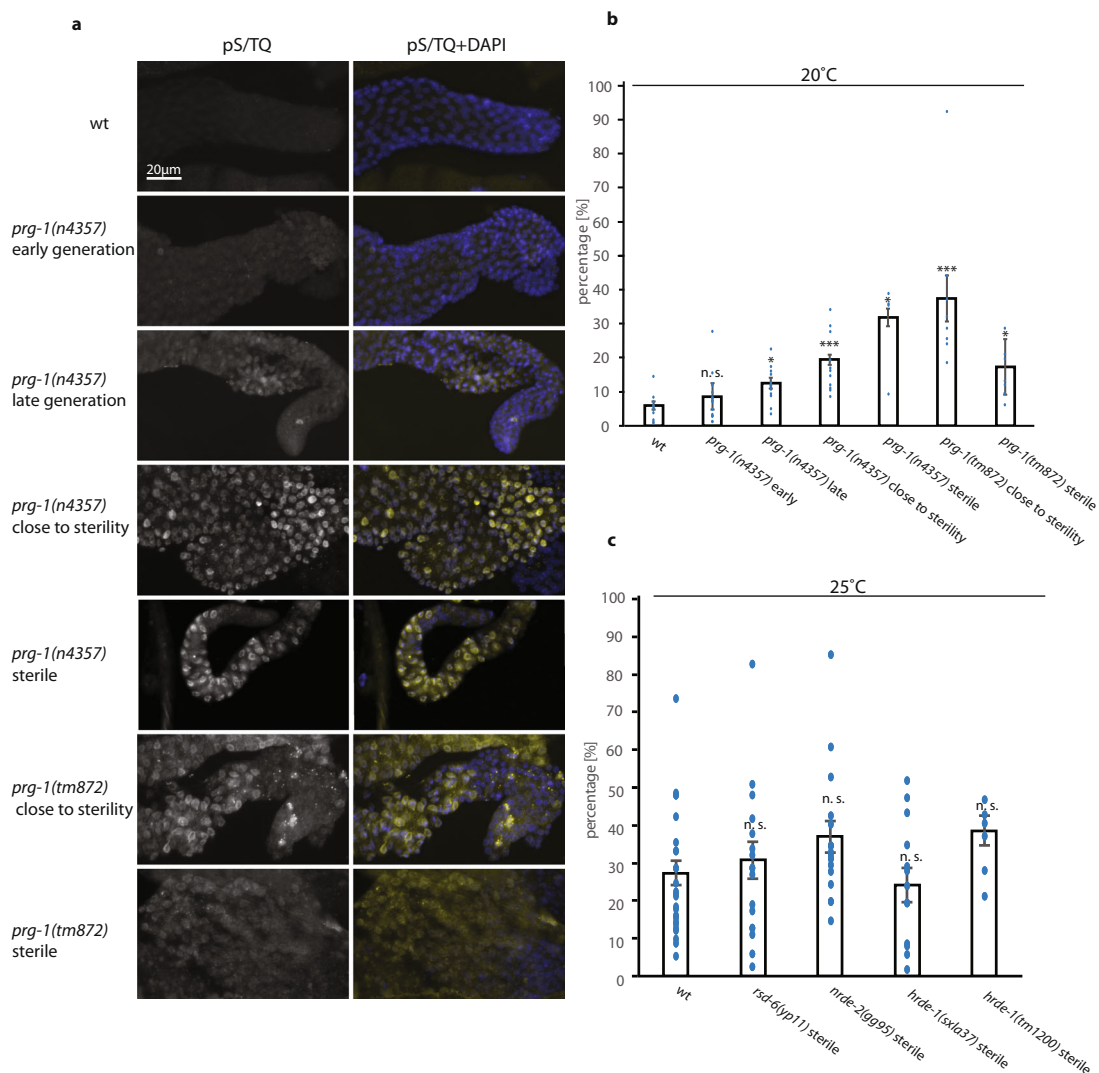 a
pS/TQ
pS/TQ+DAPI
wt
20μm
prg-1(n4357)
early generation
prg-1(n4357)
late generation
prg-1(n4357)
close to sterility
prg-1(n4357)
sterile
prg-1(tm872)
close to sterility
prg-1(tm872)
sterile
b
20˚C
percentage [%]
100
90
80
70
60
50
40
30
20
10
0
n. s.
*
***
*
***
*
wt
prg-1(n4357) early
prg-1(n4357) late
prg-1(n4357) close to sterility
prg-1(n4357) sterile
prg-1(tm872) close to sterility
prg-1(tm872) sterile
c
25˚C
percentage [%]
100
90
80
70
60
50
40
30
20
10
0
n. s.
n. s.
n. s.
n. s.
wt
rsd-6(yp11) sterile
nrde-2(gg95) sterile
hrde-1(sxla37) sterile
hrde-1(tm1200) sterile